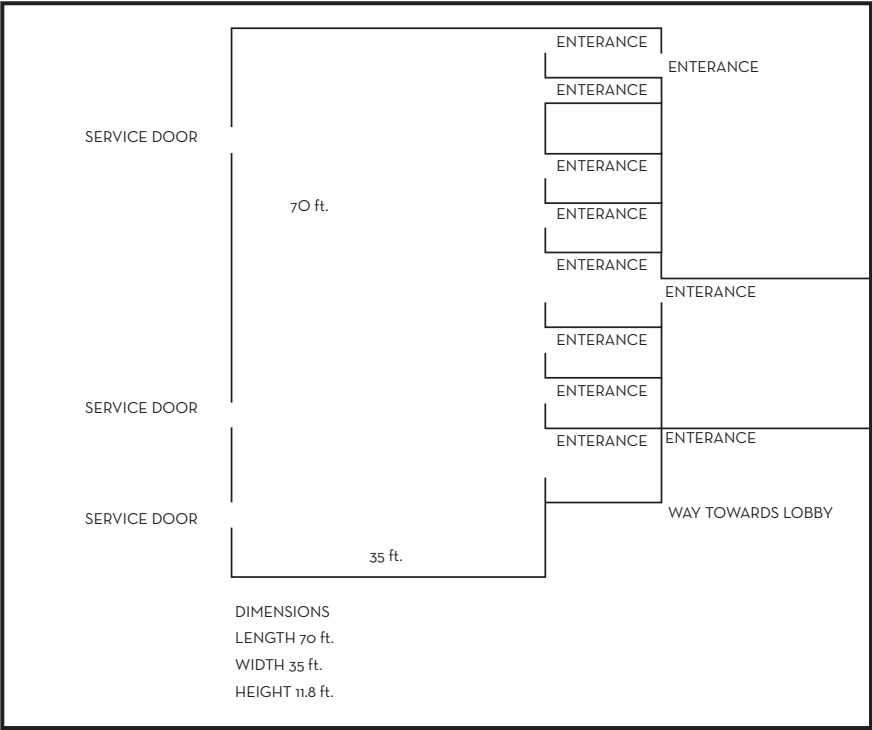 ENTERANCE
ENTERANCE
ENTERANCE
SERVICE DOOR
ENTERANCE
70 ft.
ENTERANCE
ENTERANCE
ENTERANCE
ENTERANCE
ENTERANCE
SERVICE DOOR
ENTERANCE
ENTERANCE
WAY TOWARDS LOBBY
SERVICE DOOR
35 ft.
DIMENSIONS
LENGTH 70 ft.
WIDTH 35 ft.
HEIGHT 11.8 ft.